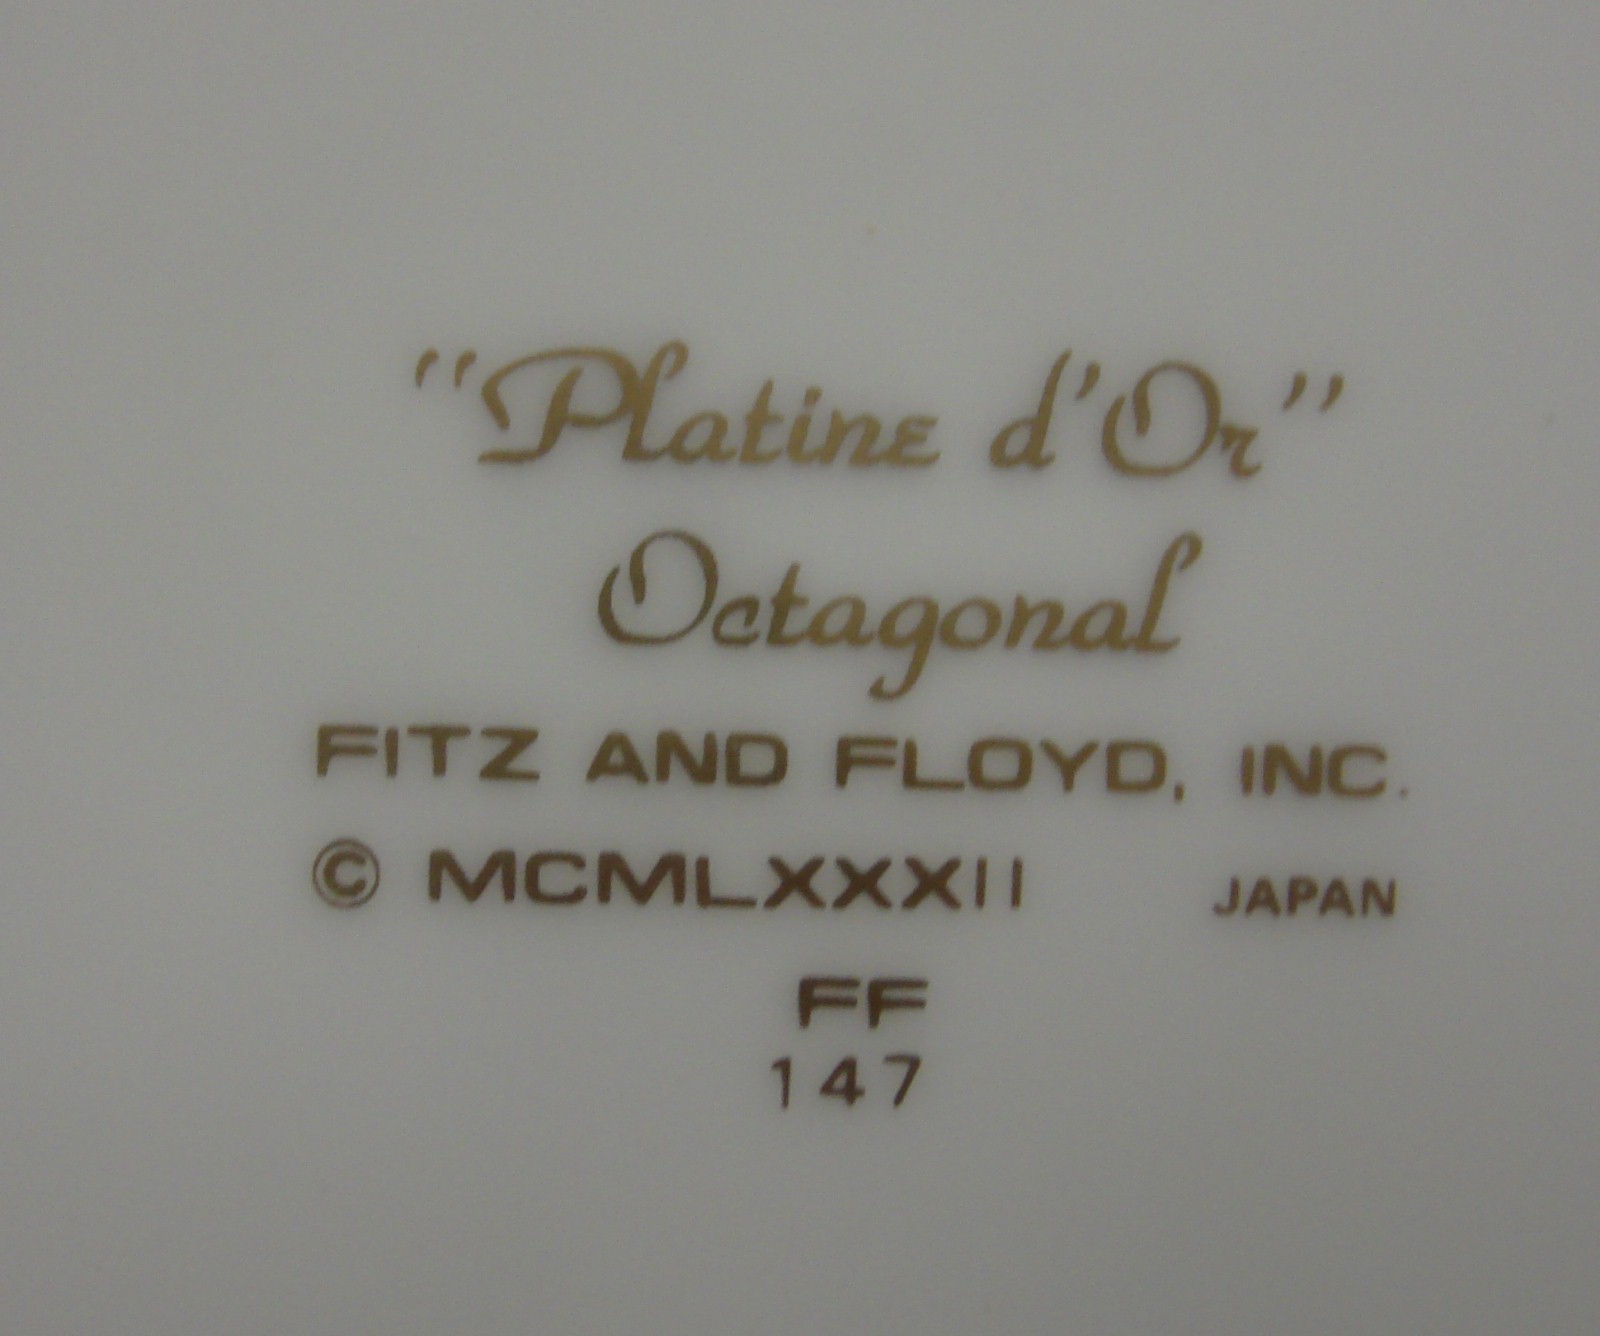 "Platine d'Or"
Octagonal
FITZ AND FLOYD, INC.
© MCMLXXXII JAPAN
FF
147